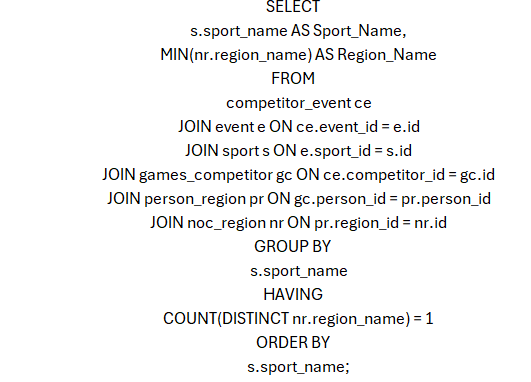 SELECT
s.sport_name AS Sport_Name,
MIN(nr.region_name) AS Region_Name
FROM
competitor_event ce
JOIN event e ON ce.event_id = e.id
JOIN sport s ON e.sport_id = s.id
JOIN games_competitor gc ON ce.competitor_id = gc.id
JOIN person_region pr ON gc.person_id = pr.person_id
JOIN noc_region nr ON pr.region_id = nr.id
GROUP BY
s.sport_name
HAVING
COUNT(DISTINCT nr.region_name) = 1
ORDER BY
s.sport_name;